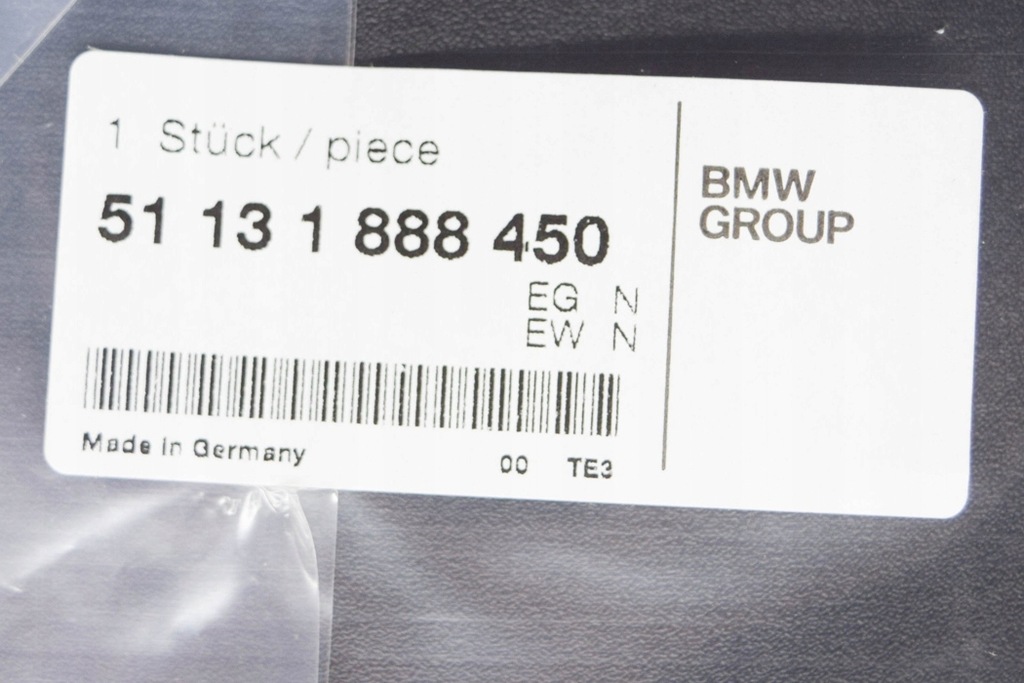 1 Stück / piece
51 13 1 888 450
EG N
EW N
Made in Germany
00 TE3
BMW
GROUP